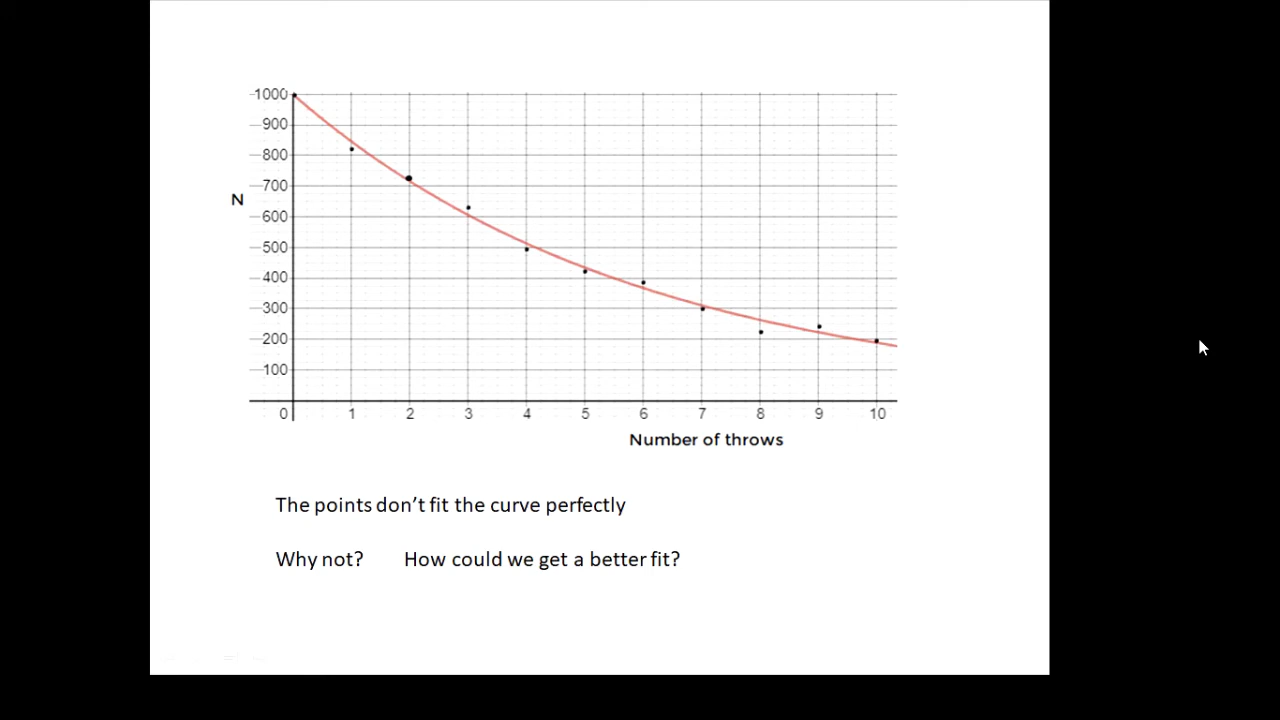 1000
900
800
700
N
600
500
400
300
200
100
0 1 2 3 4 5 6 7 8 9 10
Number of throws
The points don't fit the curve perfectly
Why not? How could we get a better fit?